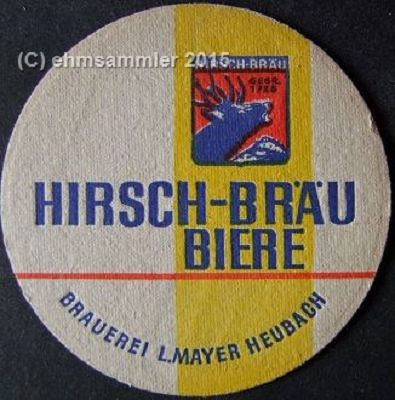 (C) ehmsammler 2015
HIRSCH-BRÄU
GEGR.
1728
HIRSCH-BRÄU
BIERE
BRAUEREI L.MAYER HEUBACH